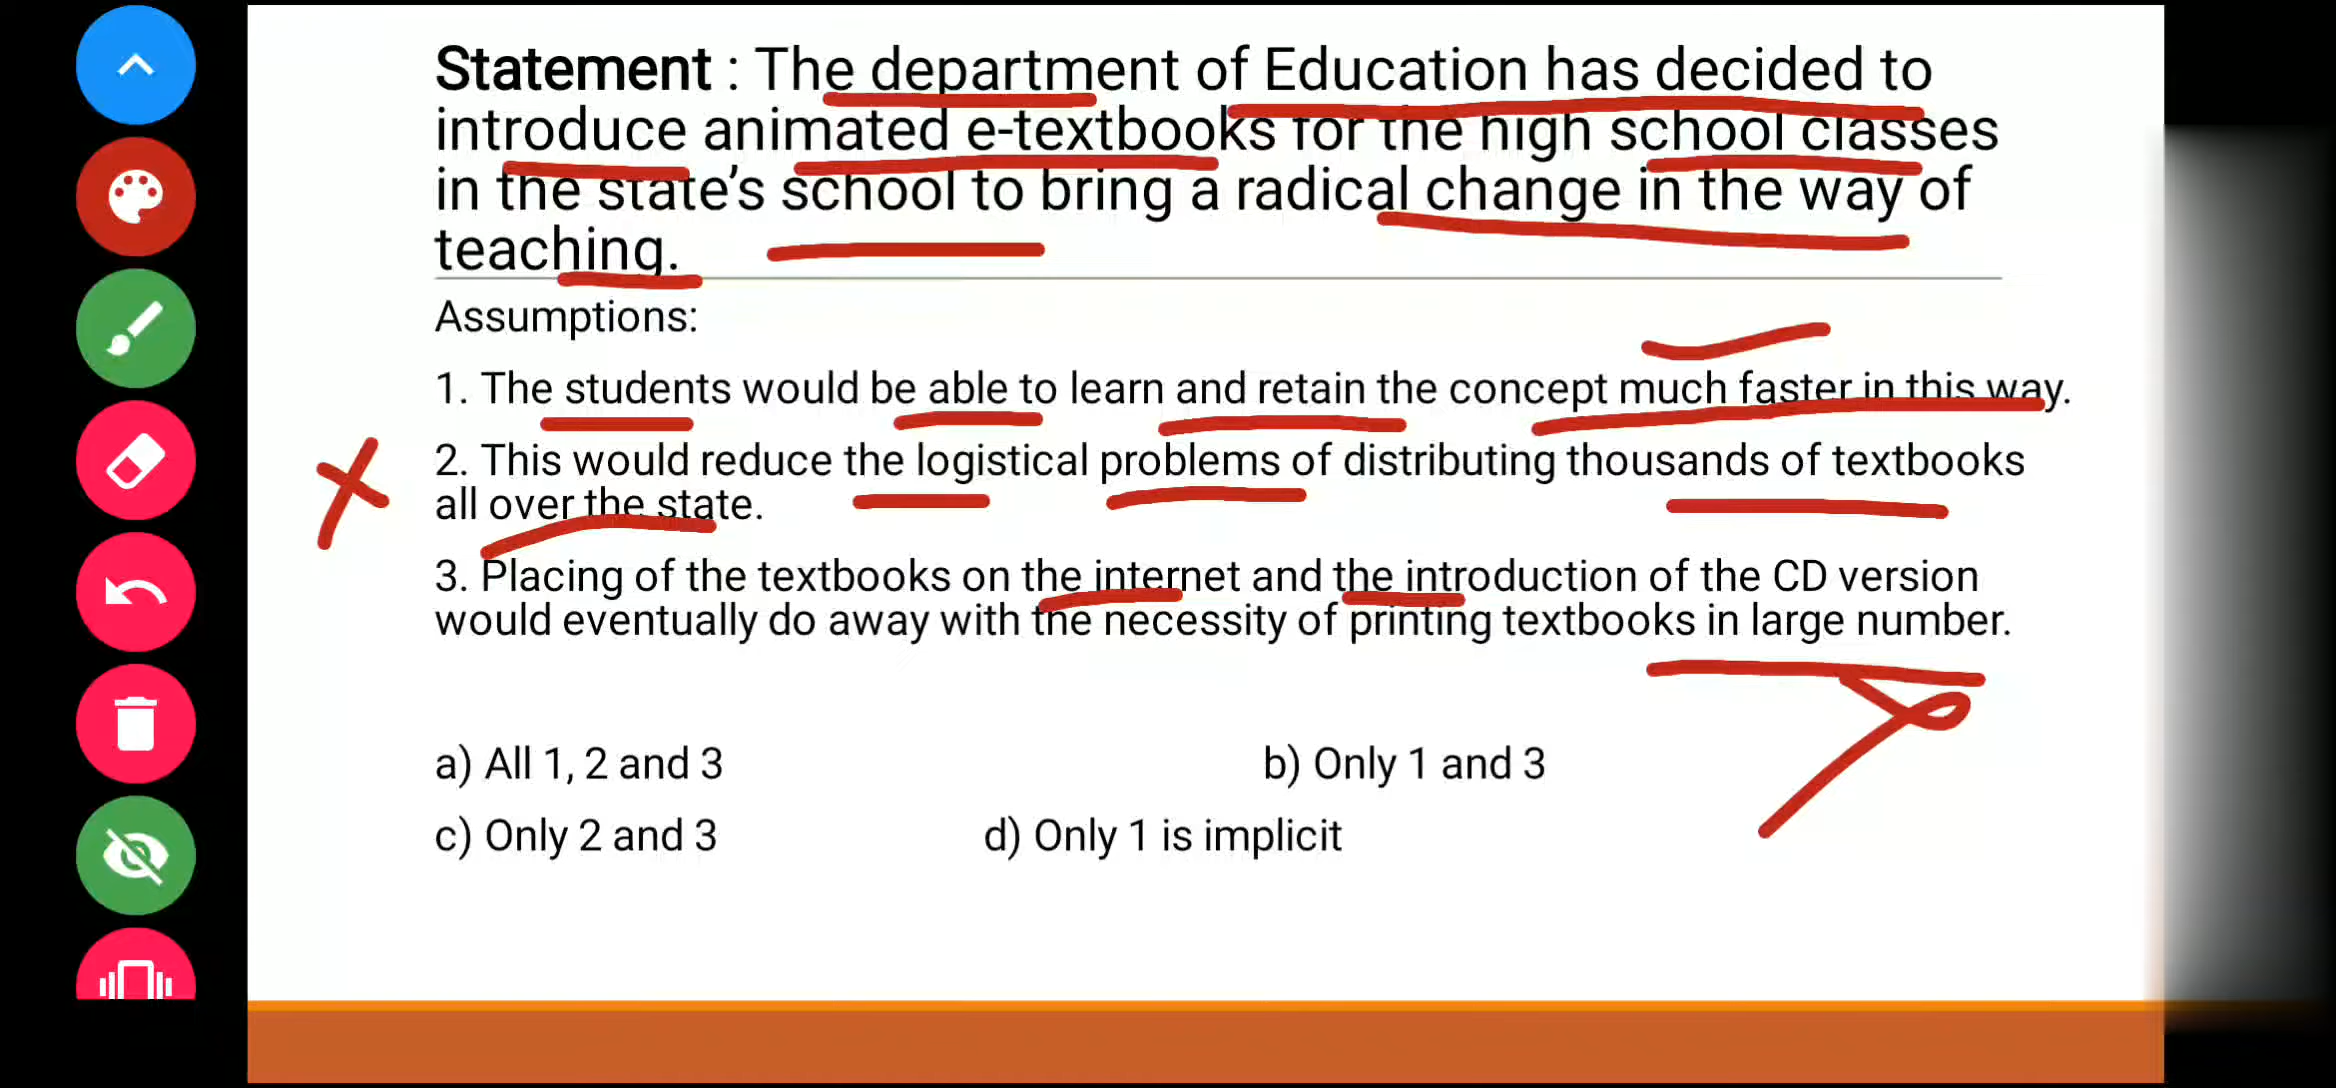 Statement : The department of Education has decided to
introduce animated e-textbooks for the high school classes
in the state's school to bring a radical change in the way of
teaching.
Assumptions:
1. The students would be able to learn and retain the concept much faster in this way.
2. This would reduce the logistical problems of distributing thousands of textbooks
all over the state.
3. Placing of the textbooks on the internet and the introduction of the CD version
would eventually do away with the necessity of printing textbooks in large number.
a) All 1, 2 and 3 b) Only 1 and 3
c) Only 2 and 3 d) Only 1 is implicit